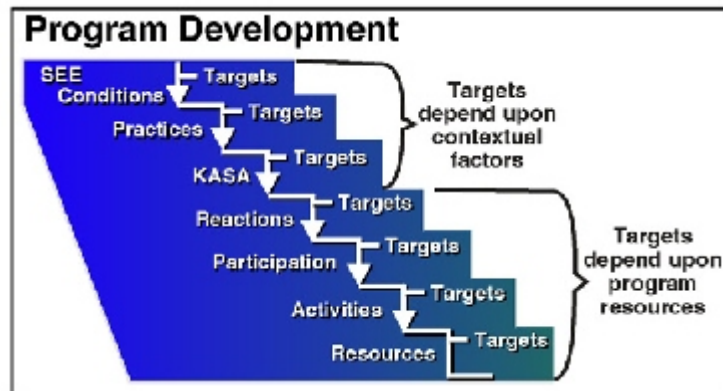 Program Development
SEE
Conditions
Targets
Practices
Targets
KASA
Targets
Reactions
Targets
Participation
Targets
Activities
Targets
Resources
Targets
Targets
depend upon
contextual
factors
Targets
depend upon
program
resources